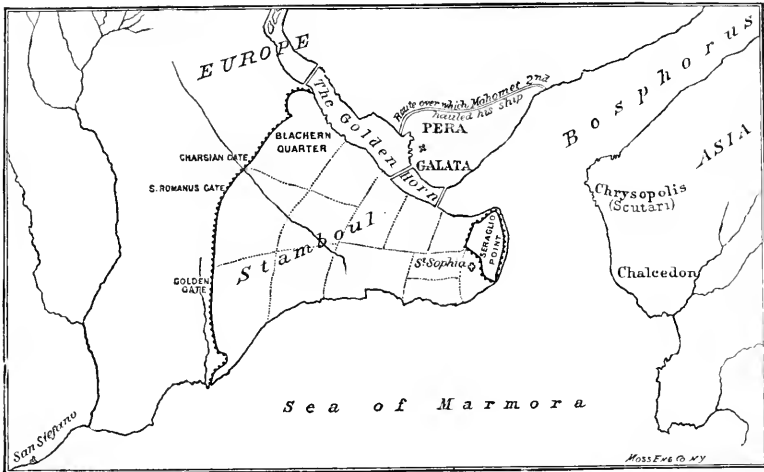 EUROPE
Bosphorus
ASIA
The Golden Horn
Route over which Mahomet 2nd
hauled his ship
PERA
GALATA
BLACHERN
QUARTER
CHARSIAN GATE
S. ROMANUS GATE
Chrysopolis
(Scutari)
Stamboul
SERAGLIO
POINT
St. Sophia
Chalcedon
GOLDEN
GATE
Sea of Marmora
San Stefano
MOSS ENG CO NY